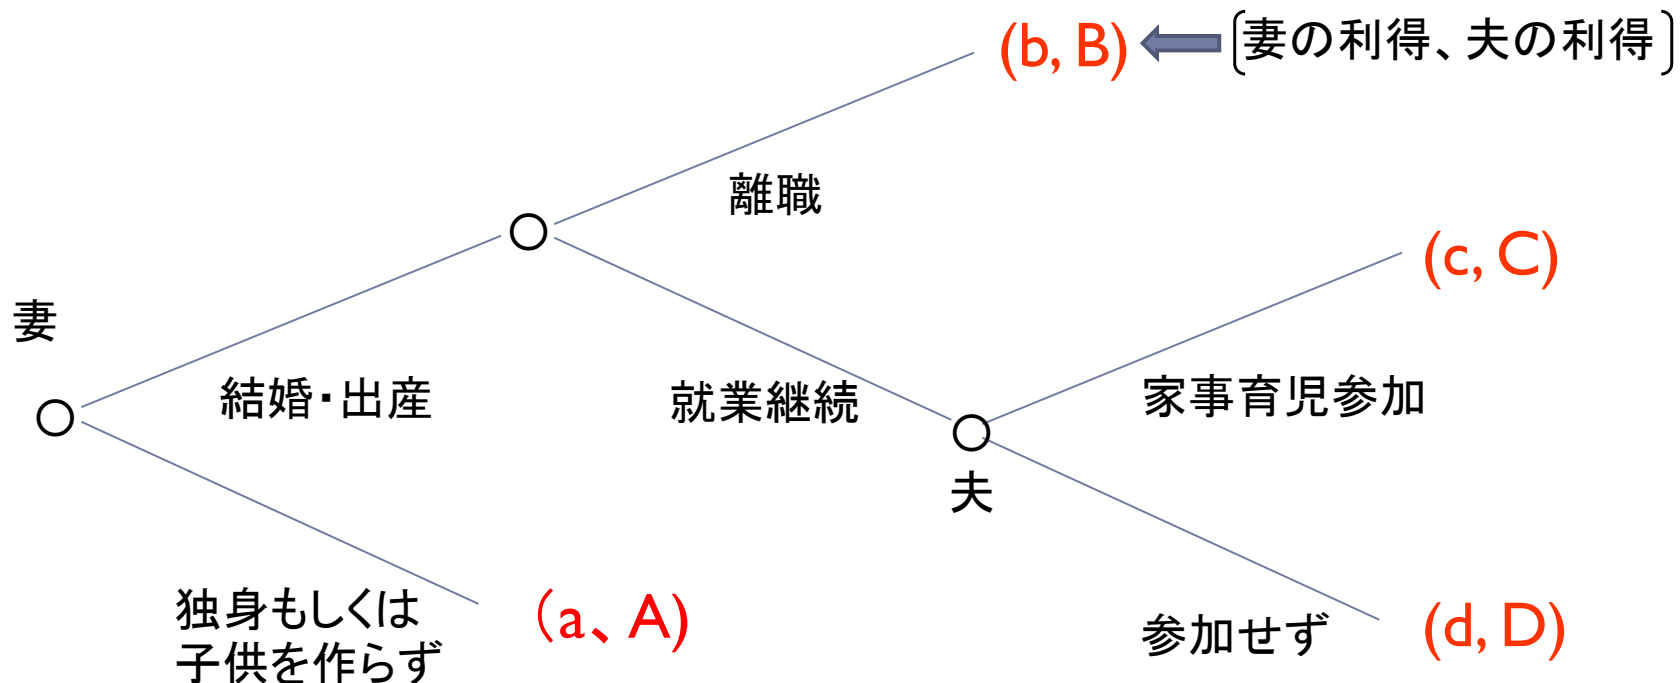 (b, B)
妻の利得、夫の利得
離職
(c, C)
妻
結婚・出産
就業継続
家事育児参加
夫
独身もしくは
子供を作らず
（a、A)
参加せず
(d, D)